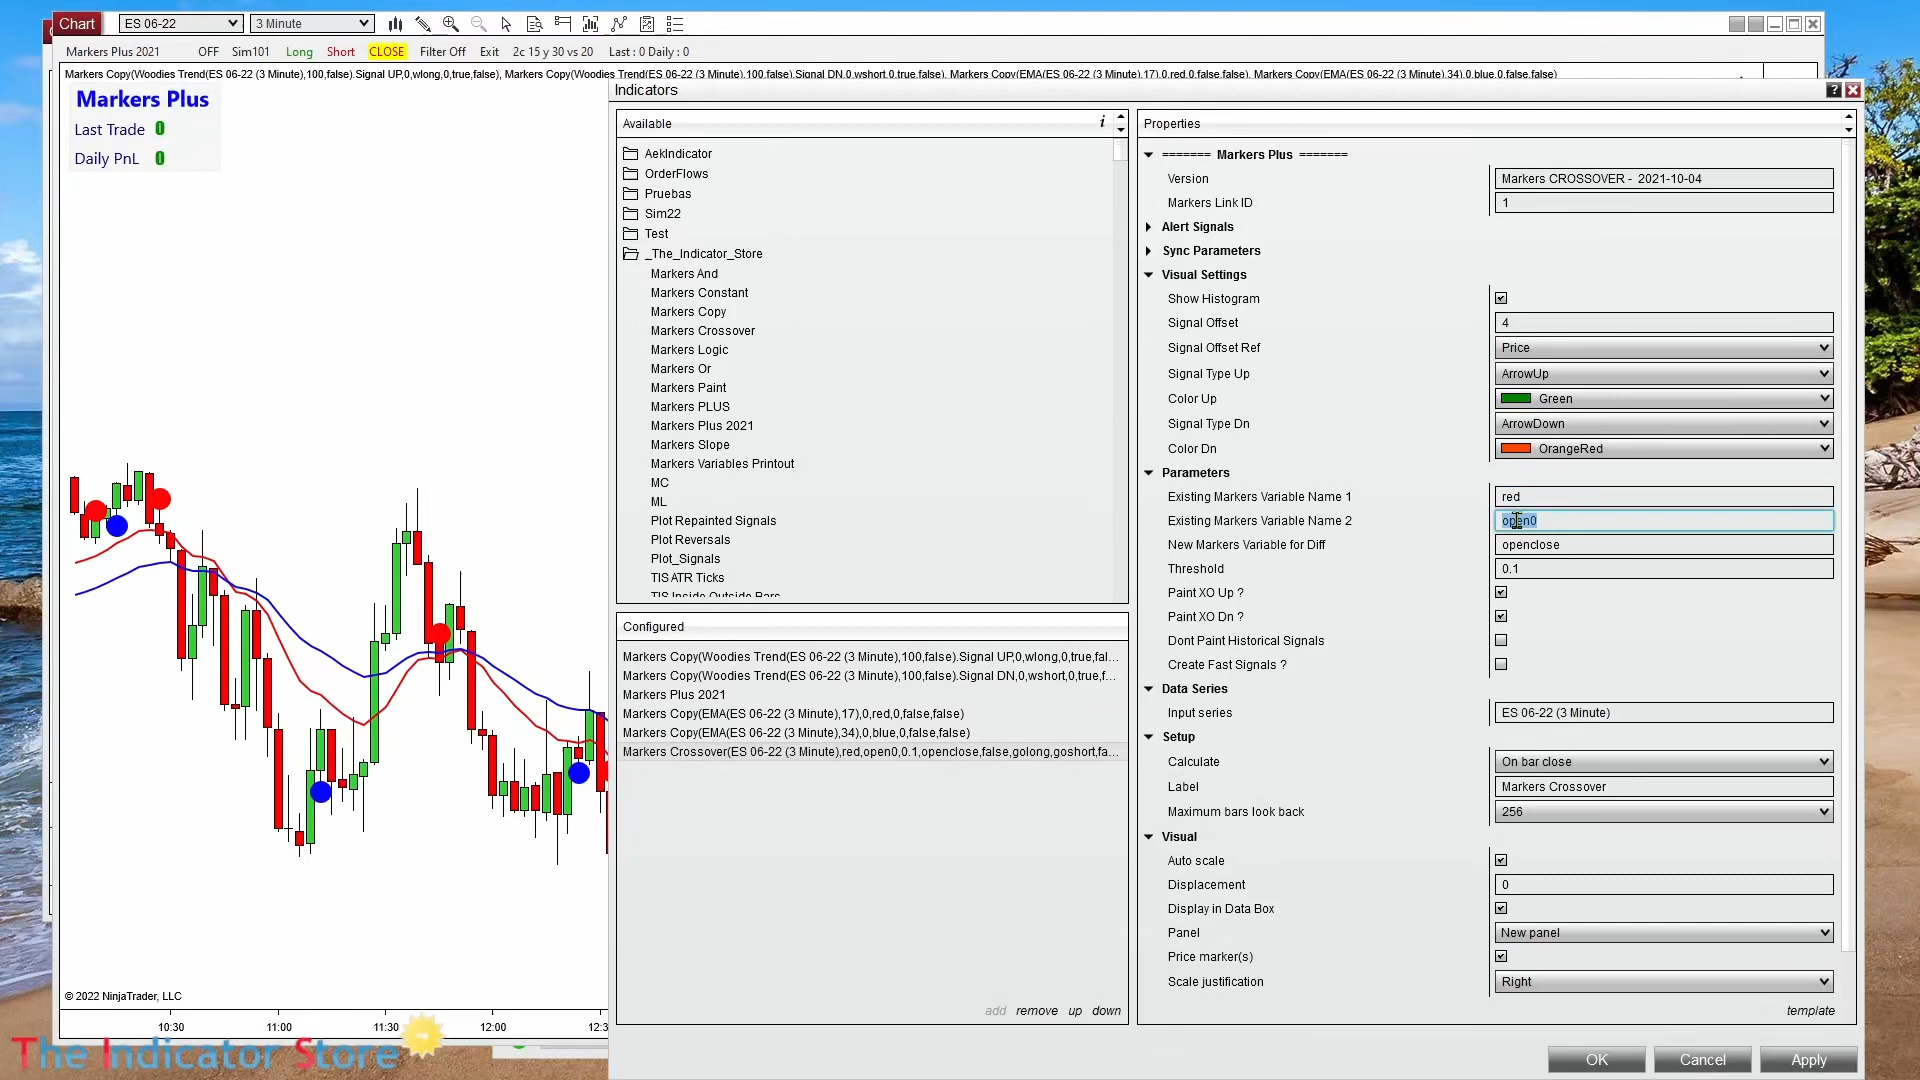 Chart
ES 06-22
3 Minute
Markers Plus 2021
OFF
Sim101
Long
Short
CLOSE
Filter Off
Exit
2c 15 y 30 vs 20
Last : 0 Daily : 0
Markers Copy(Woodies Trend(ES 06-22 (3 Minute),100,false).Signal UP,0,wlong,0,true,false), Markers Copy(Woodies Trend(ES 06-22 (3 Minute),100,false).Signal DN,0,wshort,0,true,false), Markers Copy(EMA(ES 06-22 (3 Minute),17),0,red,0,false,false), Markers Copy(EMA(ES 06-22 (3 Minute),34),0,blue,0,false,false)
Markers Plus
Last Trade 0
Daily PnL 0
© 2022 NinjaTrader, LLC
10:30
11:00
11:30
12:00
12:3
The Indicator Store
Indicators
?
Available
i
AekIndicator
OrderFlows
Pruebas
Sim22
Test
_The_Indicator_Store
Markers And
Markers Constant
Markers Copy
Markers Crossover
Markers Logic
Markers Or
Markers Paint
Markers PLUS
Markers Plus 2021
Markers Slope
Markers Variables Printout
MC
ML
Plot Repainted Signals
Plot Reversals
Plot_Signals
TIS ATR Ticks
TIS Inside Outside Bars
Configured
Markers Copy(Woodies Trend(ES 06-22 (3 Minute),100,false).Signal UP,0,wlong,0,true,fal...
Markers Copy(Woodies Trend(ES 06-22 (3 Minute),100,false).Signal DN,0,wshort,0,true,f...
Markers Plus 2021
Markers Copy(EMA(ES 06-22 (3 Minute),17),0,red,0,false,false)
Markers Copy(EMA(ES 06-22 (3 Minute),34),0,blue,0,false,false)
Markers Crossover(ES 06-22 (3 Minute),red,open0,0.1,openclose,false,golong,goshort,fa...
add remove up down
Properties
======= Markers Plus =======
Version Markers CROSSOVER - 2021-10-04
Markers Link ID 1
Alert Signals
Sync Parameters
Visual Settings
Show Histogram
Signal Offset 4
Signal Offset Ref Price
Signal Type Up ArrowUp
Color Up Green
Signal Type Dn ArrowDown
Color Dn OrangeRed
Parameters
Existing Markers Variable Name 1 red
Existing Markers Variable Name 2 open0
New Markers Variable for Diff openclose
Threshold 0.1
Paint XO Up ?
Paint XO Dn ?
Dont Paint Historical Signals
Create Fast Signals ?
Data Series
Input series ES 06-22 (3 Minute)
Setup
Calculate On bar close
Label Markers Crossover
Maximum bars look back 256
Visual
Auto scale
Displacement 0
Display in Data Box
Panel New panel
Price marker(s)
Scale justification Right
template
OK
Cancel
Apply